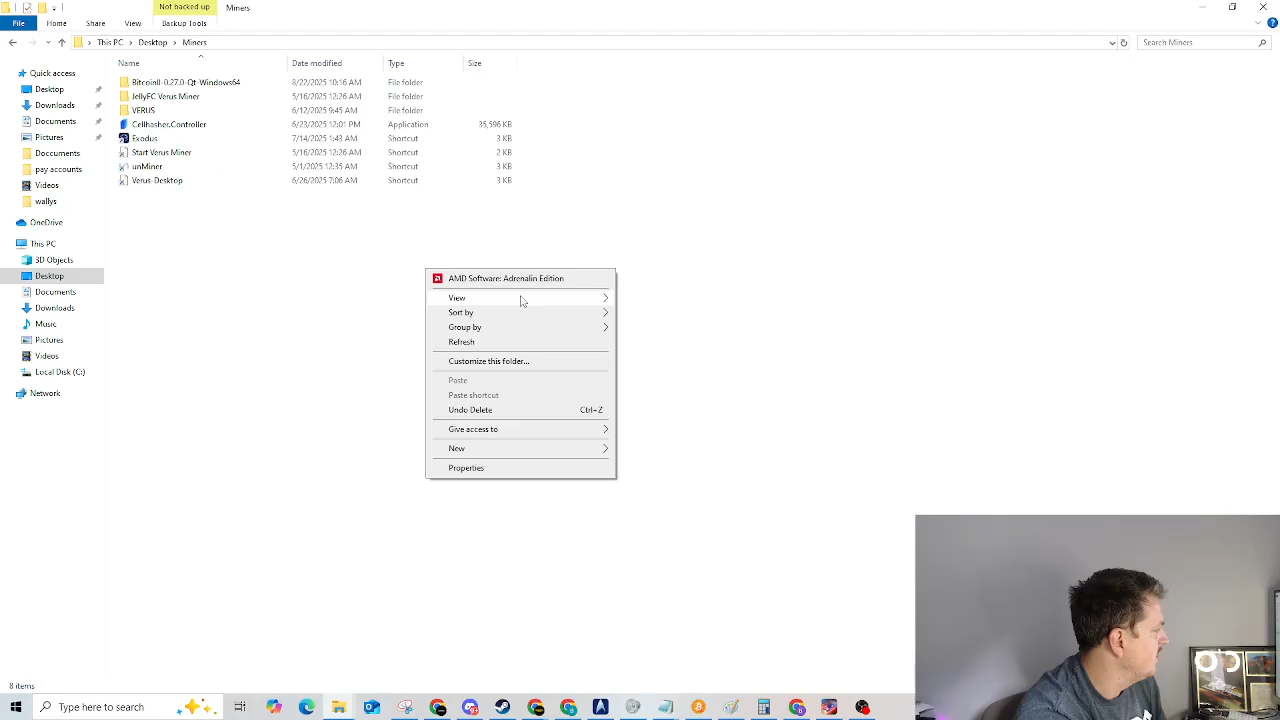 Not backed up
Miners
File
Home
Share
View
Backup Tools
This PC
Desktop
Miners
Search Miners
Name
Date modified
Type
Size
BitcoinII-0.27.0-Qt-Windows64
8/22/2025 10:16 AM
File folder
JellyFC Verus Miner
5/16/2025 12:26 AM
File folder
VERUS
6/12/2025 9:45 AM
File folder
Cellhasher.Controller
6/23/2025 12:01 PM
Application
35,596 KB
Exodus
7/14/2025 1:43 AM
Shortcut
3 KB
Start Verus Miner
5/16/2025 12:26 AM
Shortcut
2 KB
unMiner
5/1/2025 12:35 AM
Shortcut
3 KB
Verus-Desktop
6/26/2025 7:06 AM
Shortcut
3 KB
Quick access
Desktop
Downloads
Documents
Pictures
Doccuments
pay accounts
Videos
wallys
OneDrive
This PC
3D Objects
Desktop
Documents
Downloads
Music
Pictures
Videos
Local Disk (C:)
Network
AMD Software: Adrenalin Edition
View
Sort by
Group by
Refresh
Customize this folder...
Paste
Paste shortcut
Undo Delete
Ctrl+Z
Give access to
New
Properties
8 items
Type here to search